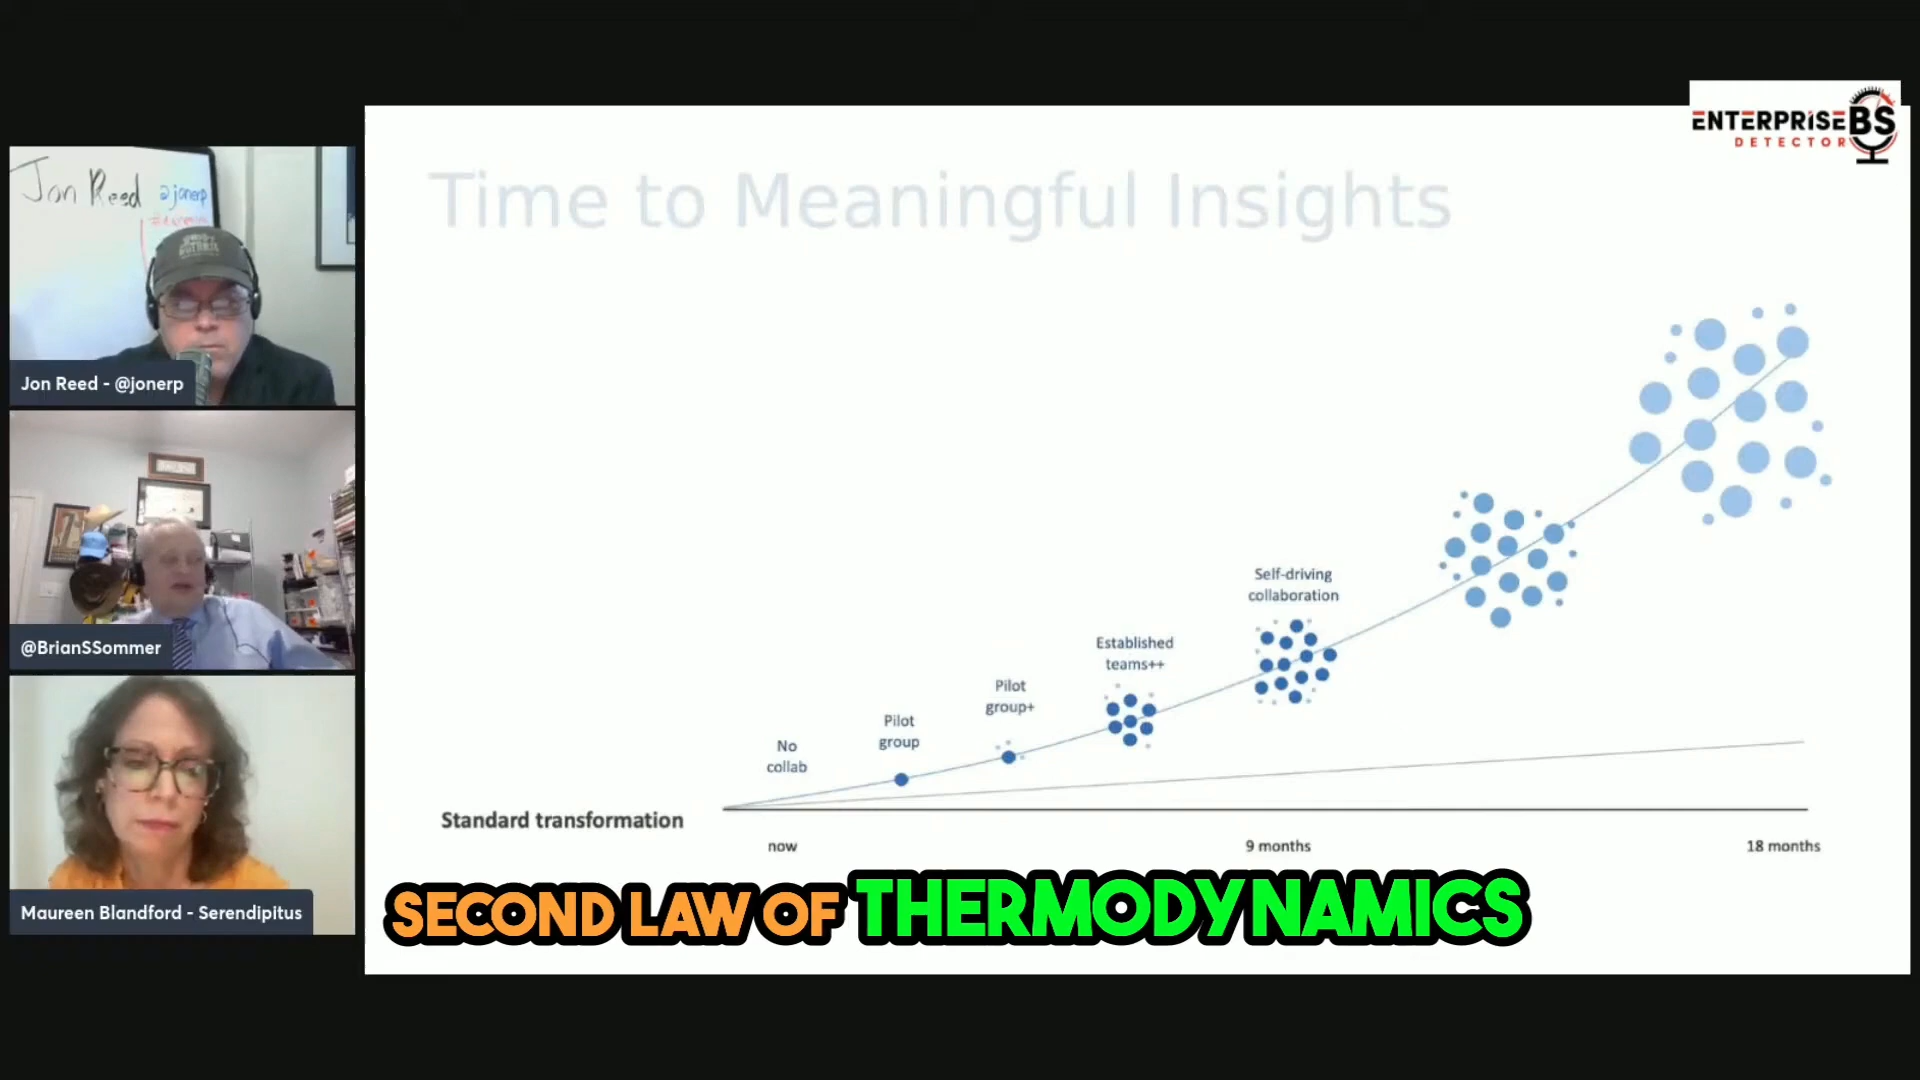 ENTERPRISE BS
DETECTOR
Jon Reed @jonerp
Jon Reed - @jonerp
@BrianSSommer
Maureen Blandford - Serendipitus
Time to Meaningful Insights
Self-driving
collaboration
Established
teams++
Pilot
group+
Pilot
group
No
collab
Standard transformation
now
9 months
18 months
SECOND LAW OF THERMODYNAMICS